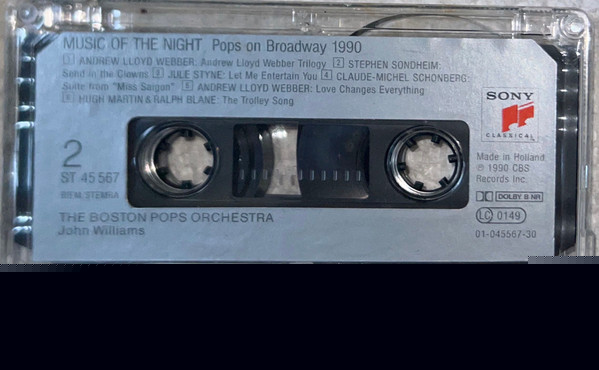 MUSIC OF THE NIGHT, Pops on Broadway 1990
1 ANDREW LLOYD WEBBER: Andrew Lloyd Webber Trilogy 2 STEPHEN SONDHEIM:
Send in the Clowns 3 JULE STYNE: Let Me Entertain You 4 CLAUDE-MICHEL SCHONBERG:
Suite from "Miss Saigon" 5 ANDREW LLOYD WEBBER: Love Changes Everything
6 HUGH MARTIN & RALPH BLANE: The Trolley Song
SONY
CLASSICAL
2
ST 45 567
BIEM, STEMRA
Made in Holland
℗ 1990 CBS
Records Inc.
DOLBY B NR
LC 0149
01-045567-30
THE BOSTON POPS ORCHESTRA
John Williams